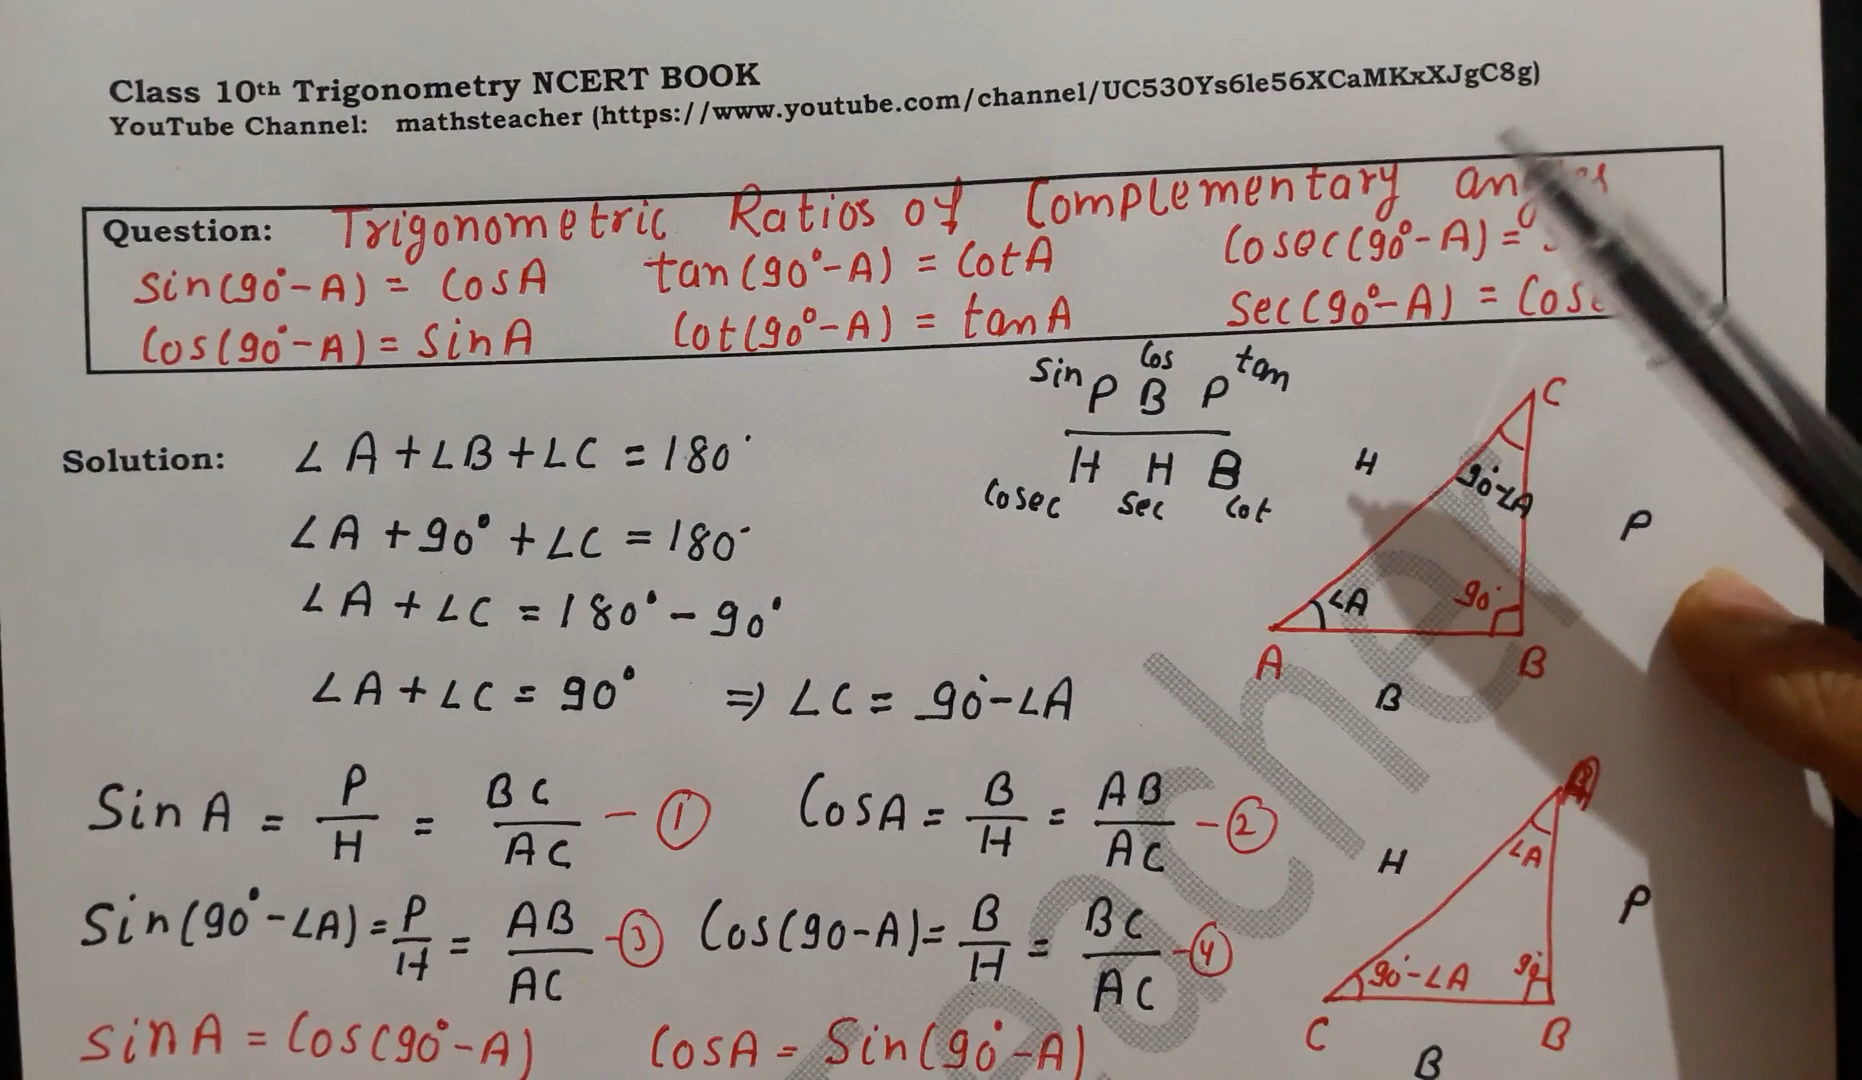 Class 10th Trigonometry NCERT BOOK
YouTube Channel: mathsteacher (https://www.youtube.com/channel/UC530Ys6le56XCaMKxXJgC8g)
Question: Trigonometric Ratios of Complementary
sin(90°-A) = CosA tan(90°-A) = CotA Cosec(90°-A) =
Cos(90°-A) = SinA Cot(90°-A) = tanA Sec(90°-A) =
Sin Cos tan
P B P
H H B
Cosec Sec Cot
C
H
90°-∠A
P
∠A 90°
A B
B
Solution: ∠A+∠B+∠C = 180°
∠A+90°+∠C = 180°
∠A+∠C = 180°-90°
∠A+∠C = 90° ⇒ ∠C = 90°-∠A
SinA = P/H = BC/AC - ① CosA = B/H = AB/AC - ②
Sin(90°-∠A) = P/H = AB/AC - ③ Cos(90-A) = B/H = BC/AC - ④
SinA = Cos(90°-A) CosA = Sin(90°-A)
A
∠A
H
P
90°-∠A 90°
C B
B
acher